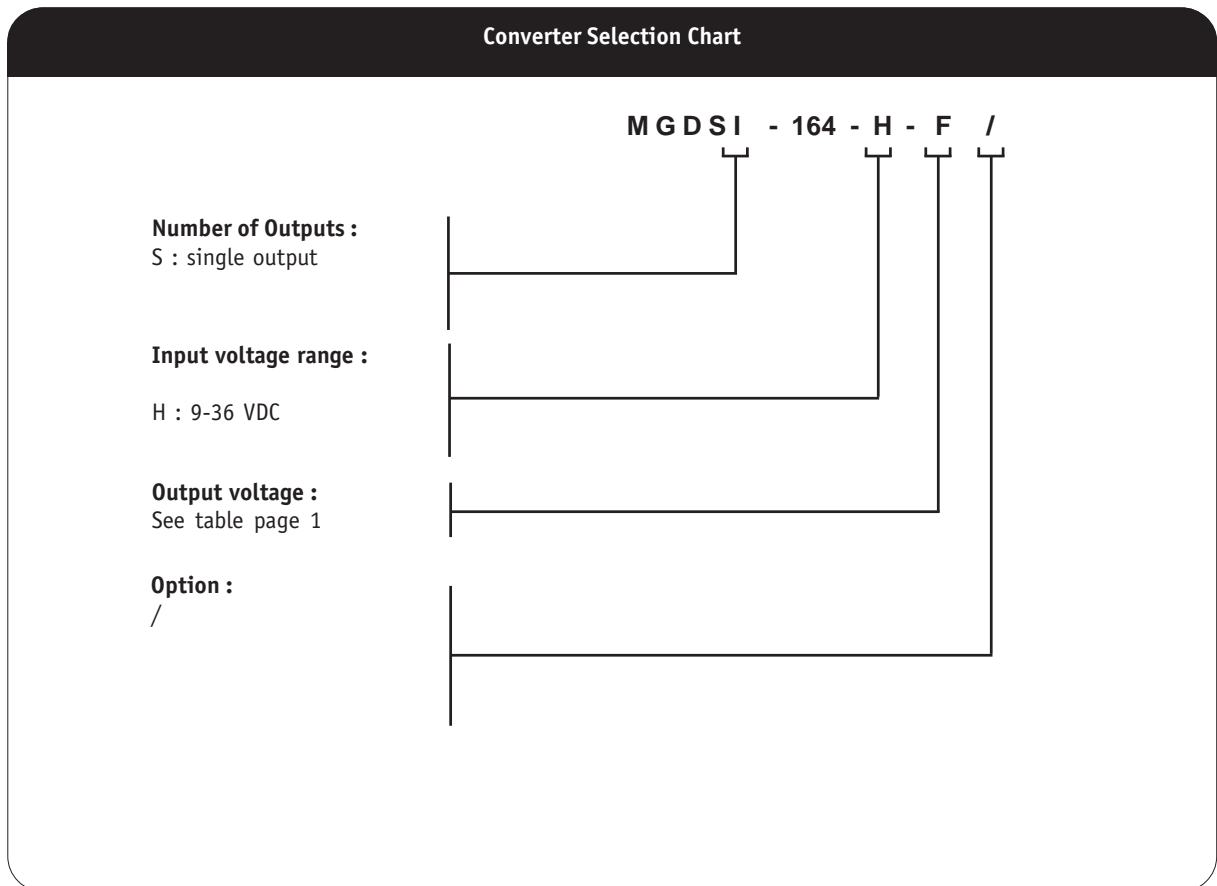 Converter Selection Chart
MGDSI - 164 - H - F /
Number of Outputs :
S : single output
Input voltage range :
H : 9-36 VDC
Output voltage :
See table page 1
Option :
/